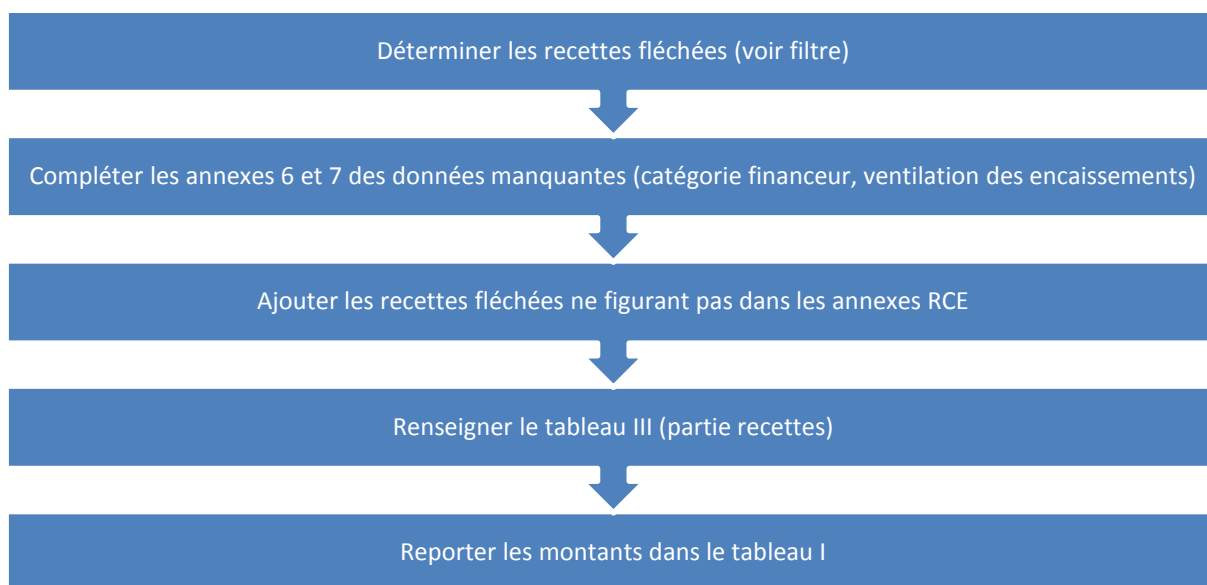 Déterminer les recettes fléchées (voir filtre)
Compléter les annexes 6 et 7 des données manquantes (catégorie financeur, ventilation des encaissements)
Ajouter les recettes fléchées ne figurant pas dans les annexes RCE
Renseigner le tableau III (partie recettes)
Reporter les montants dans le tableau I